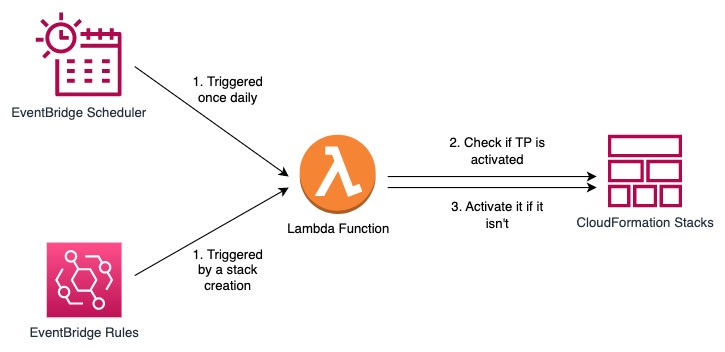 EventBridge Scheduler
1. Triggered
once daily
Lambda Function
2. Check if TP is
activated
3. Activate it if it
isn't
CloudFormation Stacks
1. Triggered
by a stack
creation
EventBridge Rules